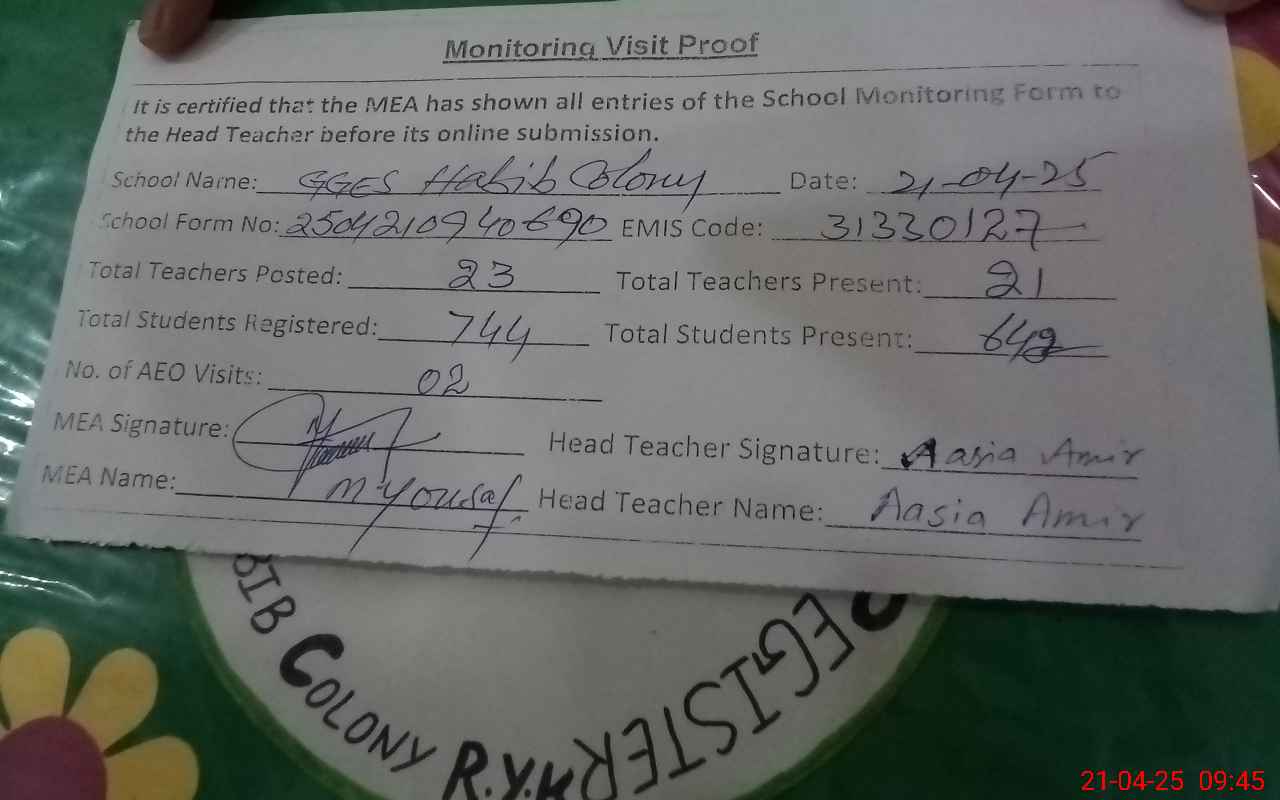 Monitoring Visit Proof
It is certified that the MEA has shown all entries of the School Monitoring Form to
the Head Teacher before its online submission.
School Name: GGES Habib Colony Date: 21-04-25
School Form No: 2504210940690 EMIS Code: 31330127
Total Teachers Posted: 23 Total Teachers Present: 21
Total Students Registered: 744 Total Students Present: 642
No. of AEO Visits: 02
MEA Signature: Head Teacher Signature: Aasia Amir
MEA Name: M-Yousaf Head Teacher Name: Aasia Amir
BIB COLONY R.Y.K
REGISTER
21-04-25 09:45